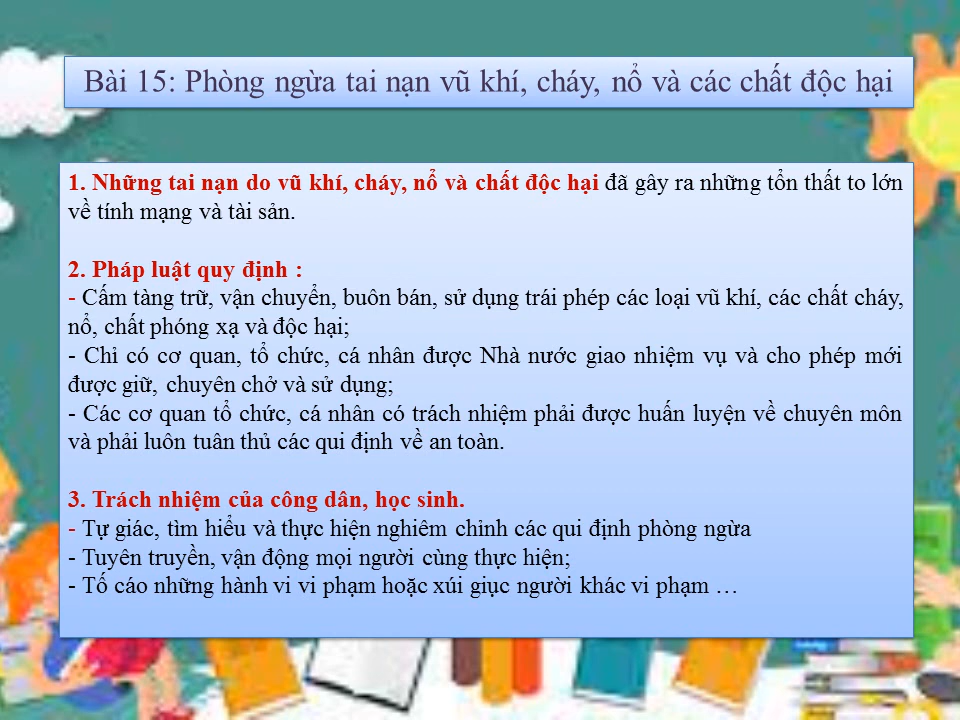 Bài 15: Phòng ngừa tai nạn vũ khí, cháy, nổ và các chất độc hại
1. Những tai nạn do vũ khí, cháy, nổ và chất độc hại đã gây ra những tổn thất to lớn
về tính mạng và tài sản.
2. Pháp luật quy định :
- Cấm tàng trữ, vận chuyển, buôn bán, sử dụng trái phép các loại vũ khí, các chất cháy,
nổ, chất phóng xạ và độc hại;
- Chỉ có cơ quan, tổ chức, cá nhân được Nhà nước giao nhiệm vụ và cho phép mới
được giữ, chuyên chở và sử dụng;
- Các cơ quan tổ chức, cá nhân có trách nhiệm phải được huấn luyện về chuyên môn
và phải luôn tuân thủ các qui định về an toàn.
3. Trách nhiệm của công dân, học sinh.
- Tự giác, tìm hiểu và thực hiện nghiêm chỉnh các qui định phòng ngừa
- Tuyên truyền, vận động mọi người cùng thực hiện;
- Tố cáo những hành vi vi phạm hoặc xúi giục người khác vi phạm …